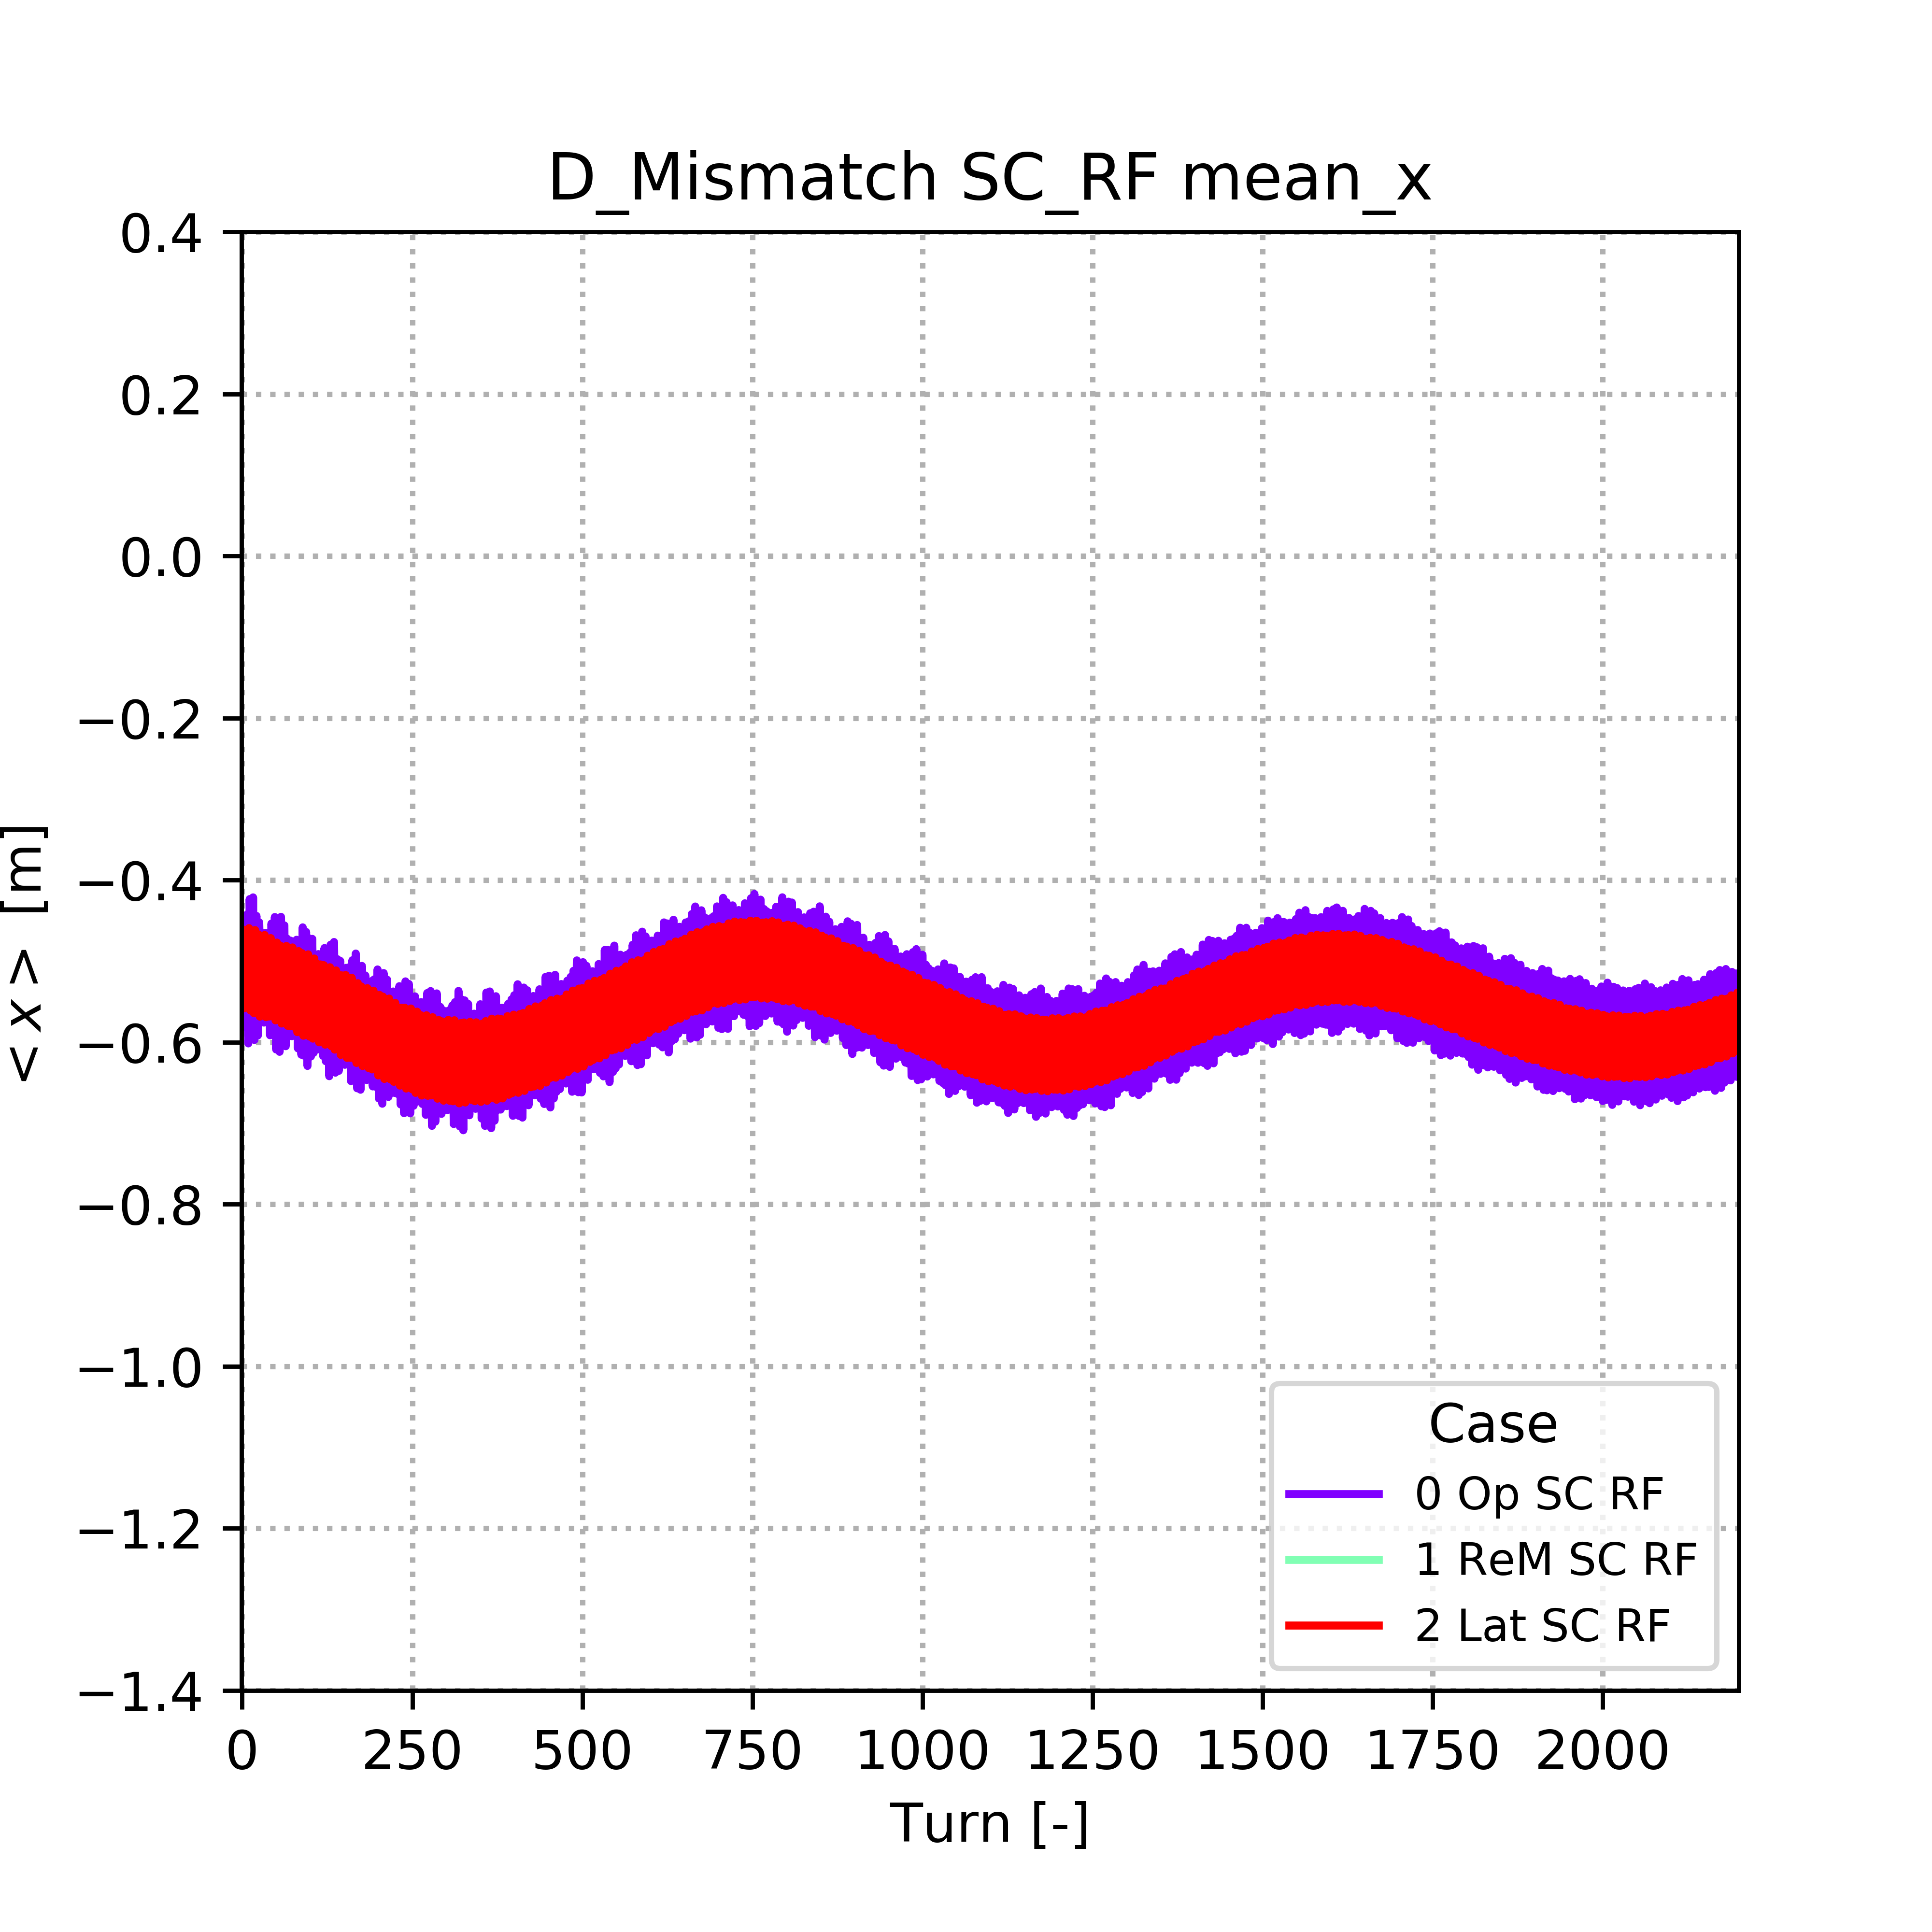 D_Mismatch SC_RF mean_x
0.4
0.2
0.0
−0.2
−0.4
−0.6
−0.8
−1.0
−1.2
−1.4
< x > [m]
0 250 500 750 1000 1250 1500 1750 2000
Turn [-]
Case
0 Op SC RF
1 ReM SC RF
2 Lat SC RF